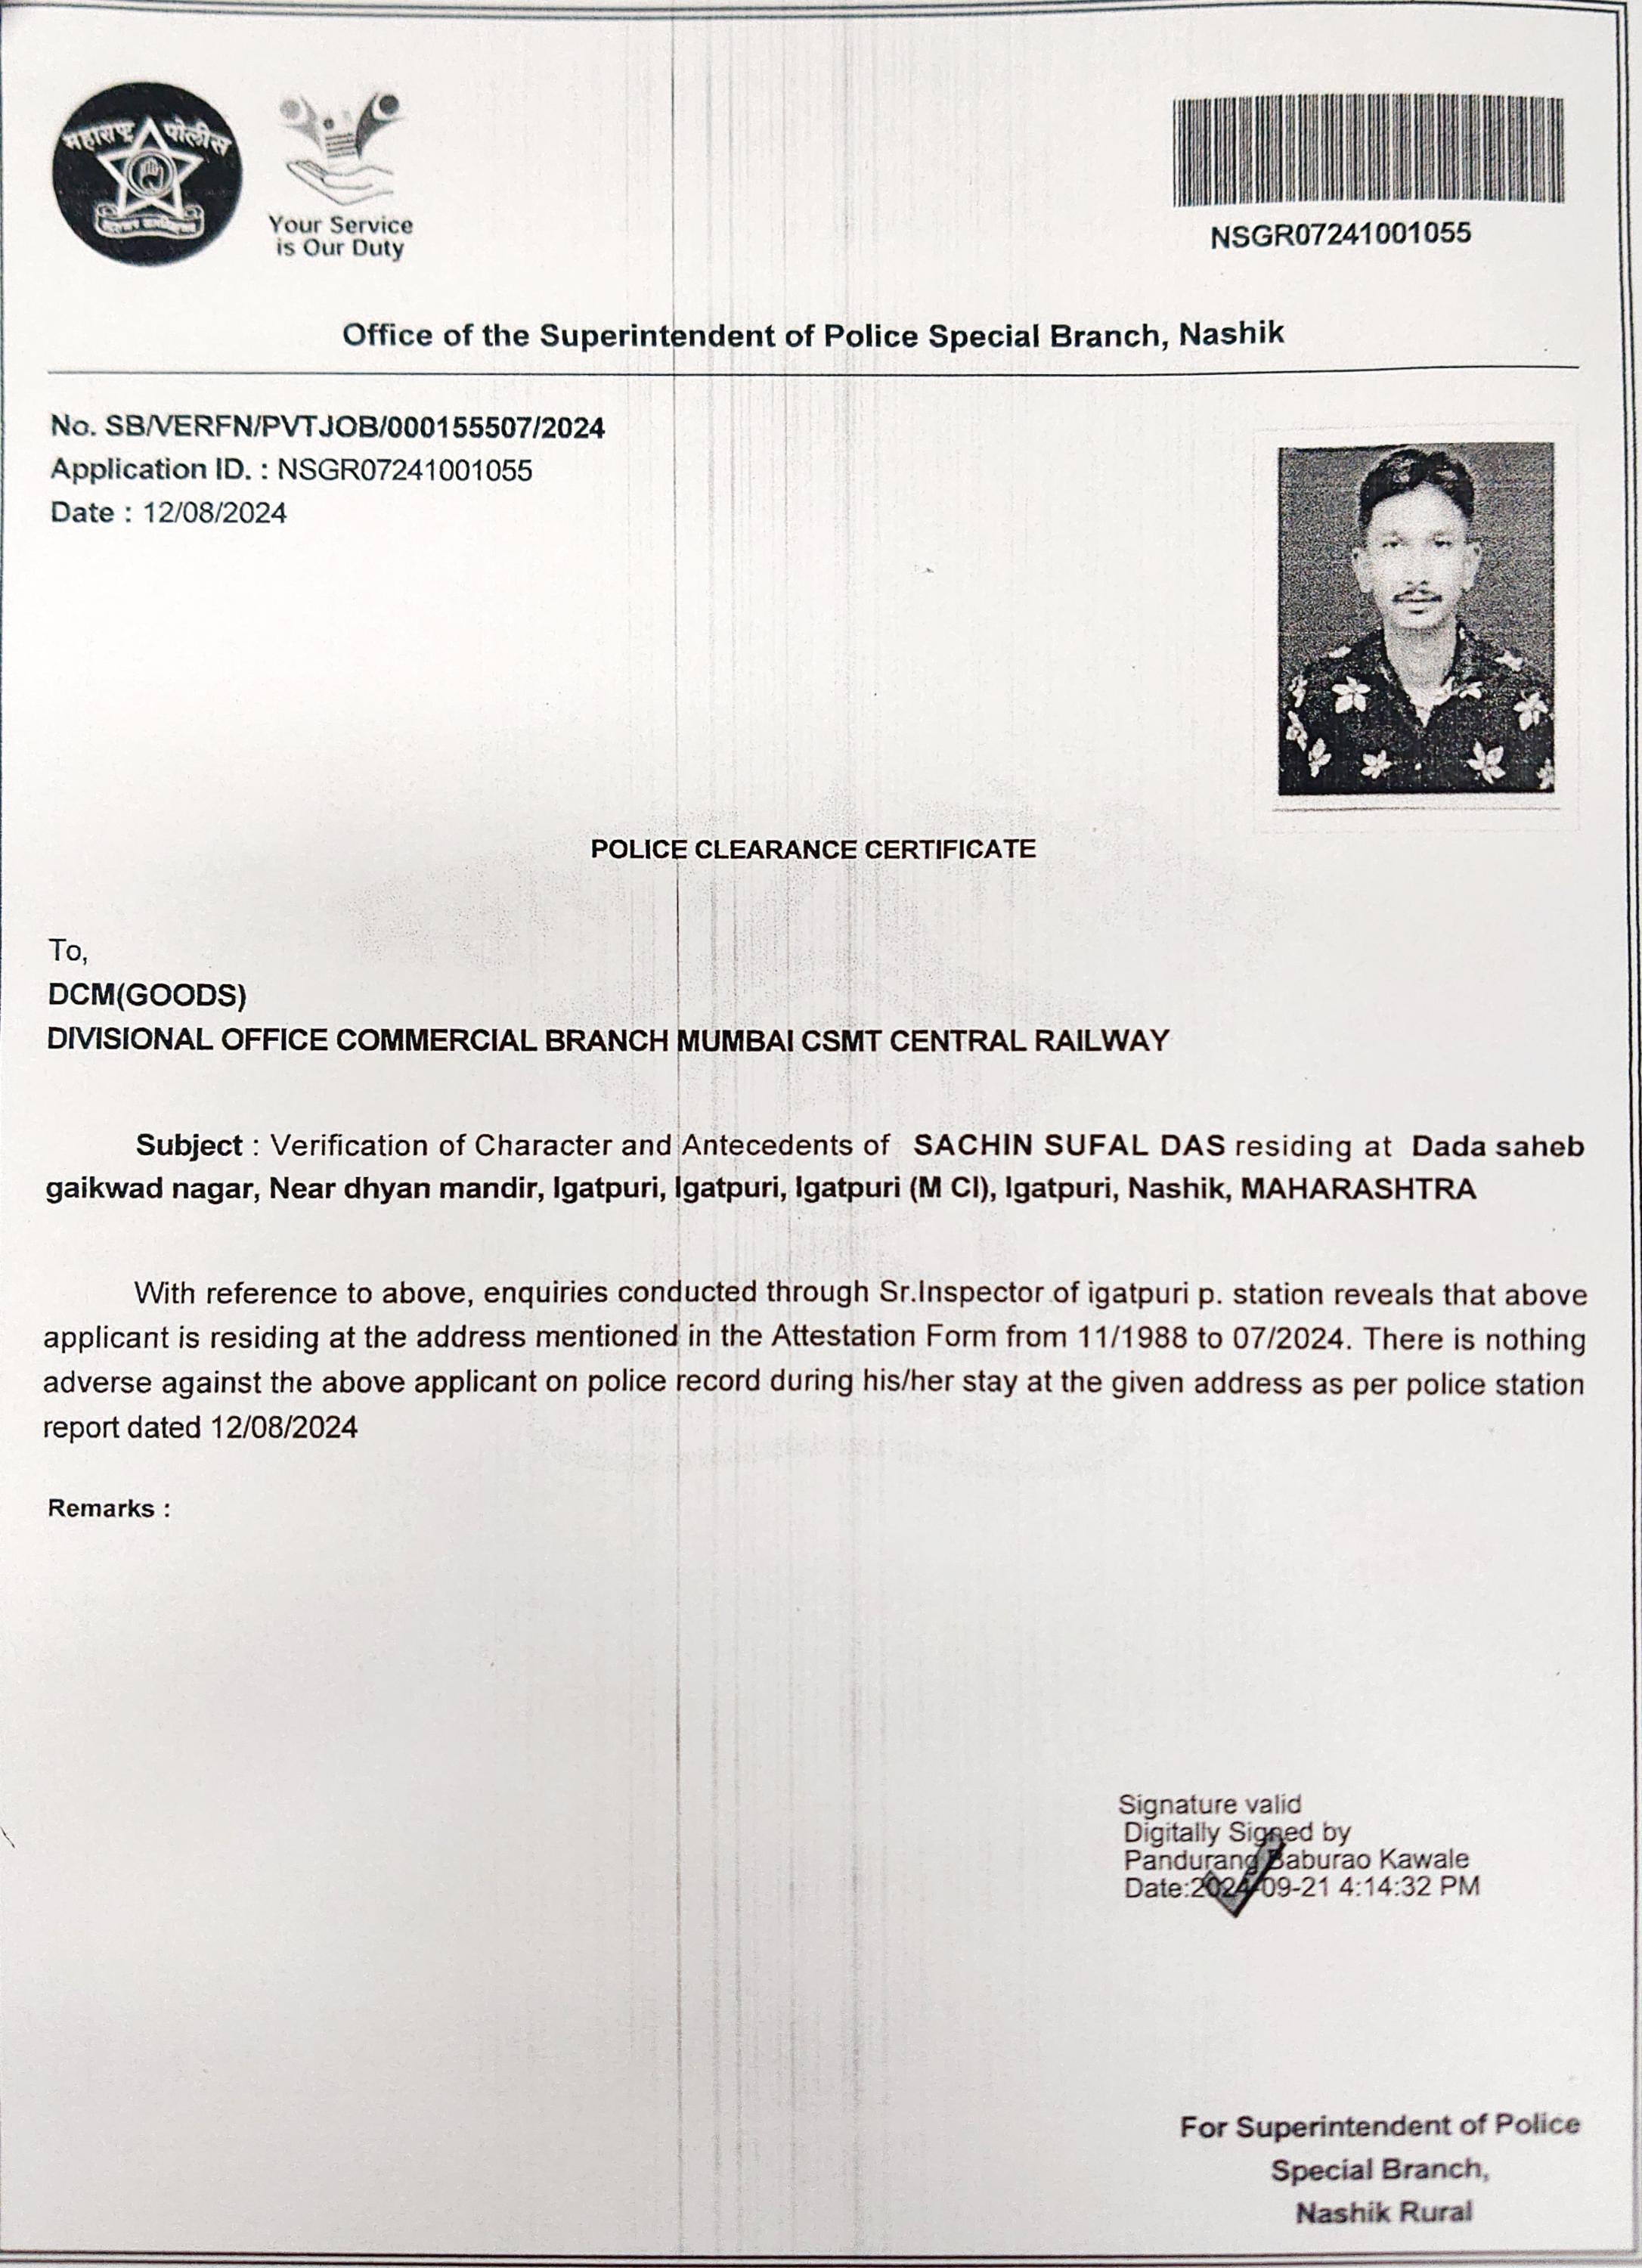 महाराष्ट्र पोलीस
Your Service
is Our Duty
NSGR07241001055
Office of the Superintendent of Police Special Branch, Nashik
No. SB/VERFN/PVTJOB/000155507/2024
Application ID. : NSGR07241001055
Date : 12/08/2024
POLICE CLEARANCE CERTIFICATE
To,
DCM(GOODS)
DIVISIONAL OFFICE COMMERCIAL BRANCH MUMBAI CSMT CENTRAL RAILWAY
Subject : Verification of Character and Antecedents of SACHIN SUFAL DAS residing at Dada saheb
gaikwad nagar, Near dhyan mandir, Igatpuri, Igatpuri, Igatpuri (M Cl), Igatpuri, Nashik, MAHARASHTRA
With reference to above, enquiries conducted through Sr.Inspector of igatpuri p. station reveals that above
applicant is residing at the address mentioned in the Attestation Form from 11/1988 to 07/2024. There is nothing
adverse against the above applicant on police record during his/her stay at the given address as per police station
report dated 12/08/2024
Remarks :
Signature valid
Digitally Signed by
Pandurang Baburao Kawale
Date:2024-09-21 4:14:32 PM
For Superintendent of Police
Special Branch,
Nashik Rural